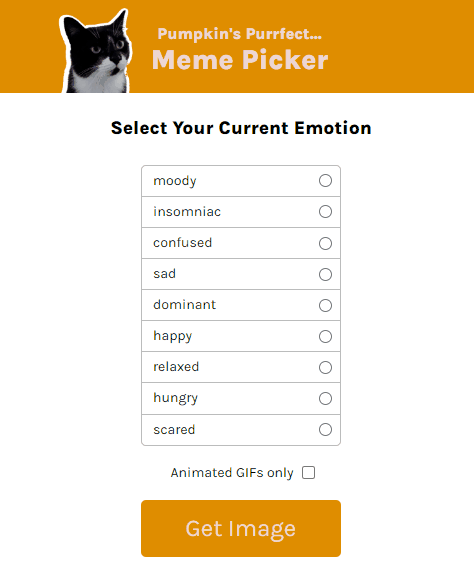 Pumpkin's Purrfect...
Meme Picker
Select Your Current Emotion
moody
insomniac
confused
sad
dominant
happy
relaxed
hungry
scared
Animated GIFs only
Get Image